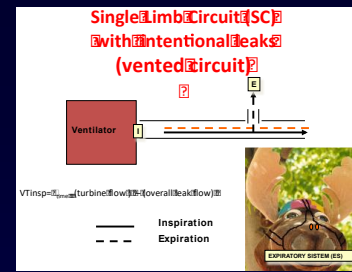 Single Limb Circuit (SC)
with intentional leaks
(vented circuit)
E
Ventilator
I
(turbine flow)
(overall leak flow)
Inspiration
Expiration
EXPIRATORY SISTEM (ES)